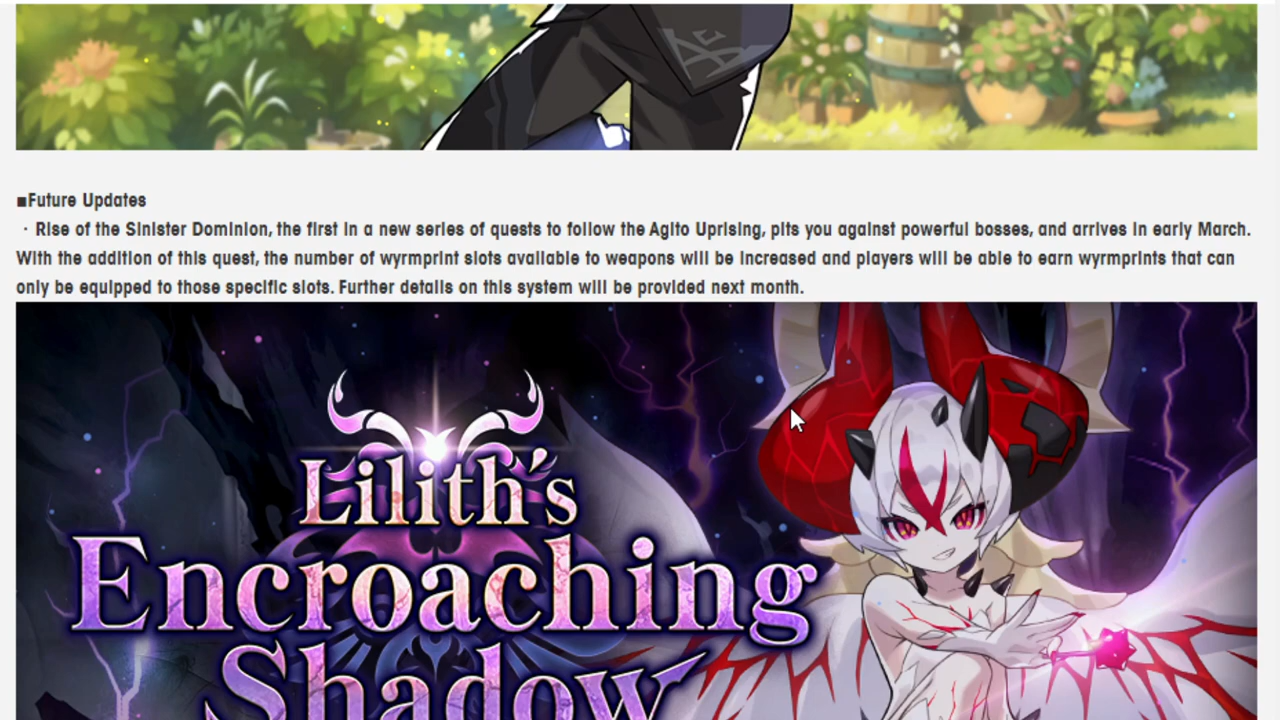 ■Future Updates
・Rise of the Sinister Dominion, the first in a new series of quests to follow the Agito Uprising, pits you against powerful bosses, and arrives in early March.
With the addition of this quest, the number of wyrmprint slots available to weapons will be increased and players will be able to earn wyrmprints that can
only be equipped to those specific slots. Further details on this system will be provided next month.
Lilith's
Encroaching
Shadow